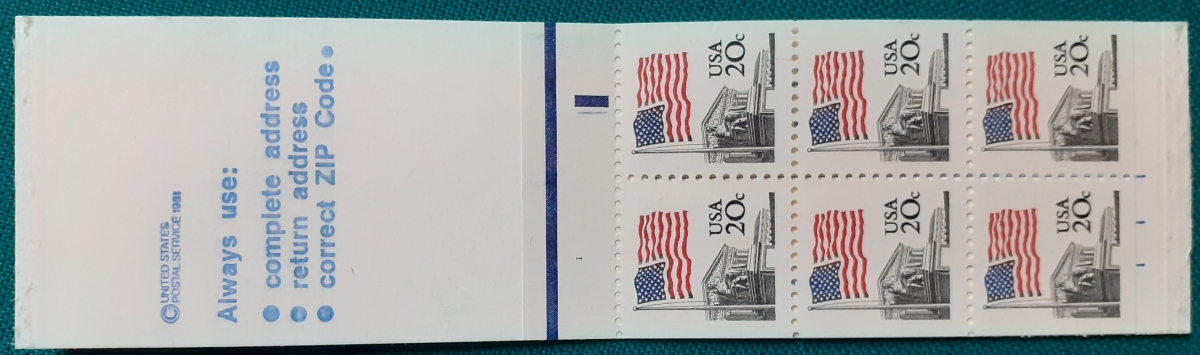 © UNITED STATES
POSTAL SERVICE 1981
Always use:
● complete address
● return address
● correct ZIP Code●
1
USA
20c
USA
20c
USA
20c
USA
20c
USA
20c
USA
20c